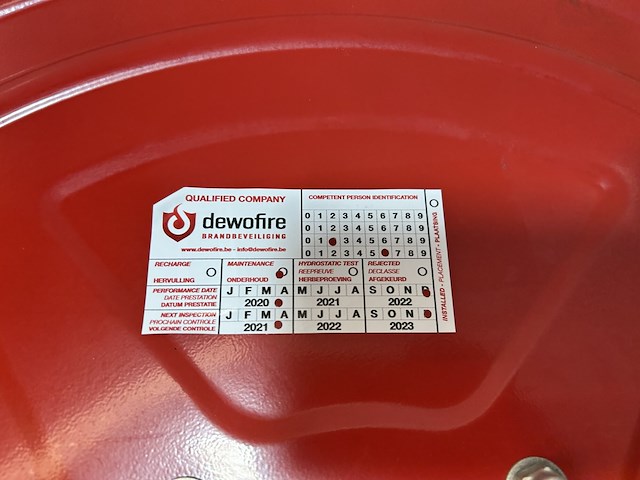 QUALIFIED COMPANY
dewofire
BRANDBEVEILIGING
www.dewofire.be - info@dewofire.be
COMPETENT PERSON IDENTIFICATION
0 1 2 3 4 5 6 7 8 9
0 1 2 3 4 5 6 7 8 9
0 1 3 4 5 6 7 8 9
0 1 2 3 4 5 7 8 9
RECHARGE
HERVULLING
MAINTENANCE
ONDERHOUD
HYDROSTATIC TEST
REEPREUVE
HERBEPROEVING
REJECTED
DECLASSE
AFGEKEURD
PERFORMANCE DATE
DATE PRESTATION
DATUM PRESTATIE
J F M A M J J A S O N D
2020 2021 2022
NEXT INSPECTION
PROCHAIN CONTROLE
VOLGENDE CONTROLE
J F M A M J J A S O N
2021 2022 2023
INSTALLED - PLACEMENT - PLAATSING